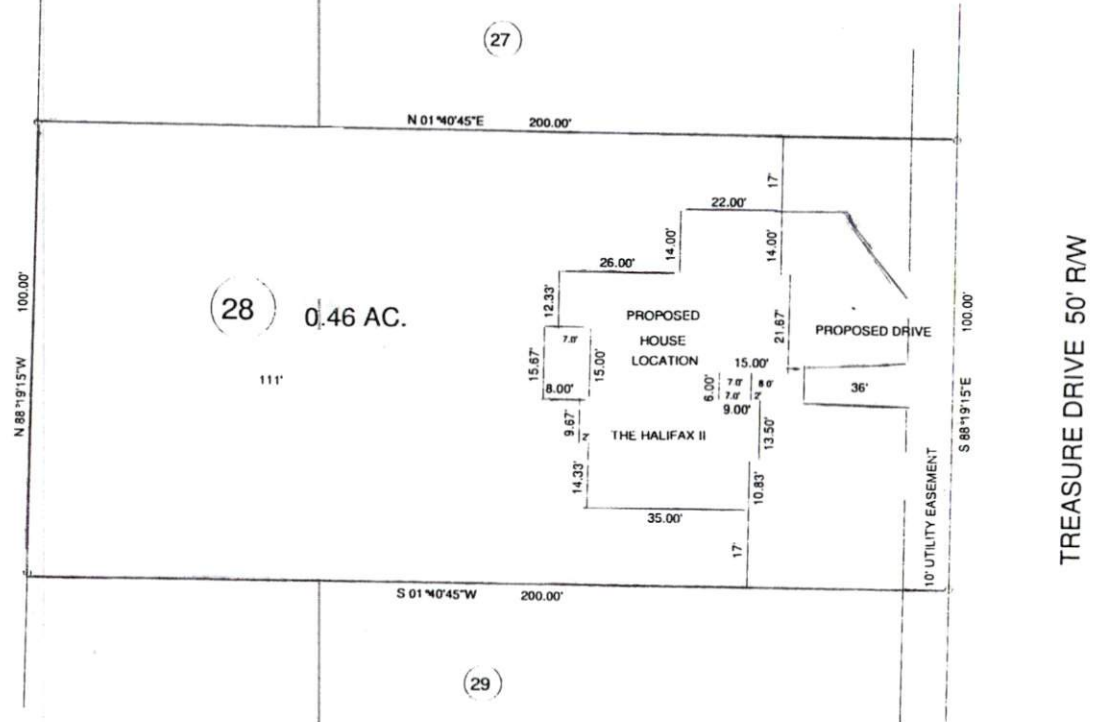 27
N 01°40'45"E 200.00'
17'
22.00'
14.00'
14.00'
26.00'
TREASURE DRIVE 50' R/W
N 88°19'15"W 100.00'
28
0.46 AC.
12.33'
PROPOSED
HOUSE
LOCATION
21.67'
PROPOSED DRIVE
100.00'
S 88°19'15"E
7.0'
15.67'
15.00'
15.00'
111'
8.00'
6.00'
7.0'
8.0'
7.0'
2'
36'
9.00'
9.67'
2'
THE HALIFAX II
13.50'
14.33'
10.83'
10' UTILITY EASEMENT
35.00'
17'
S 01°40'45"W 200.00'
29